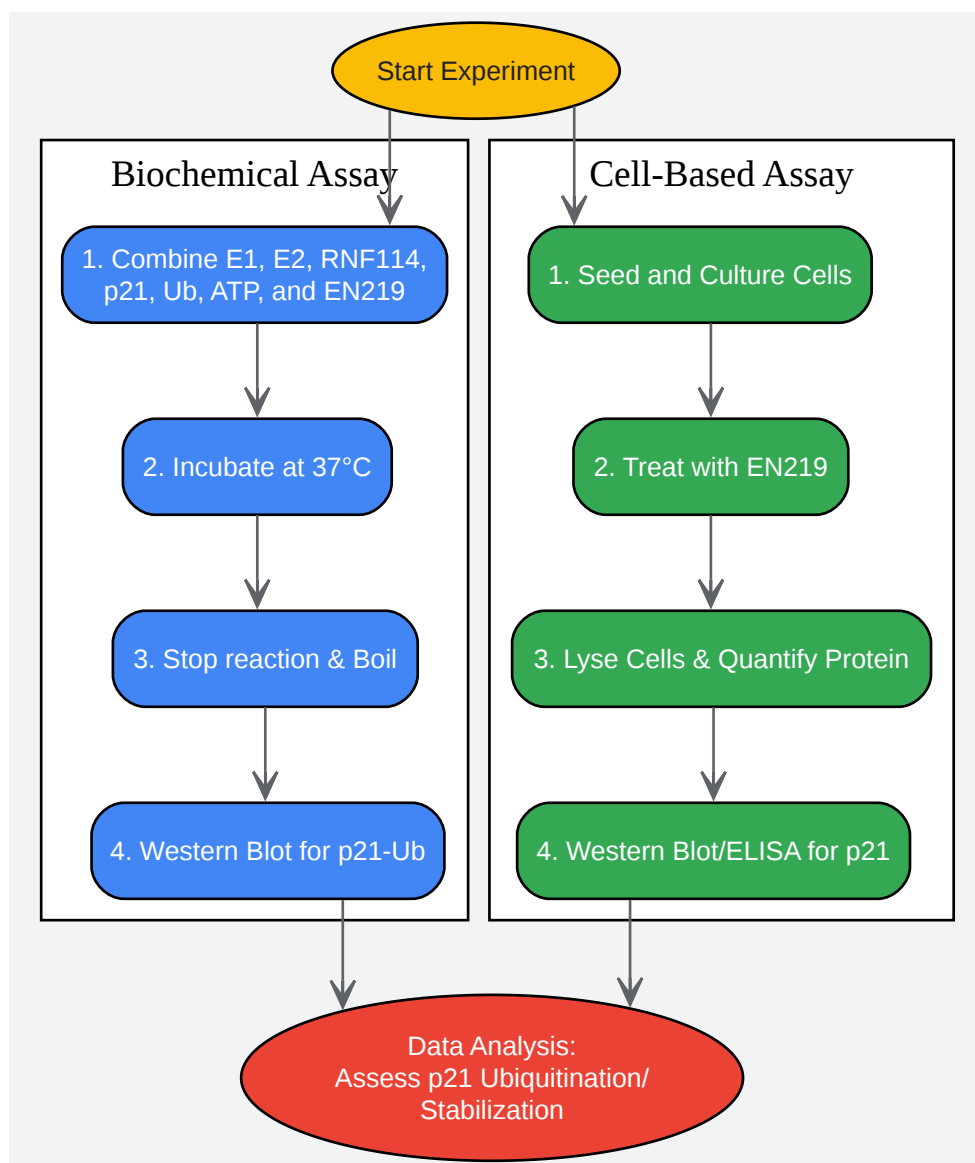 Start Experiment
Biochemical Assay
1. Combine E1, E2, RNF114,
p21, Ub, ATP, and EN219
2. Incubate at 37°C
3. Stop reaction & Boil
4. Western Blot for p21-Ub
Cell-Based Assay
1. Seed and Culture Cells
2. Treat with EN219
3. Lyse Cells & Quantify Protein
4. Western Blot/ELISA for p21
Data Analysis:
Assess p21 Ubiquitination/
Stabilization